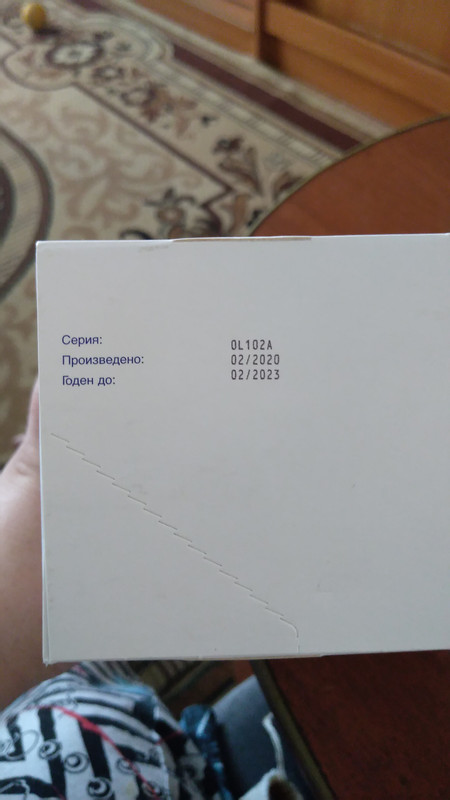 Серия: 0L102A
Произведено: 02/2020
Годен до: 02/2023